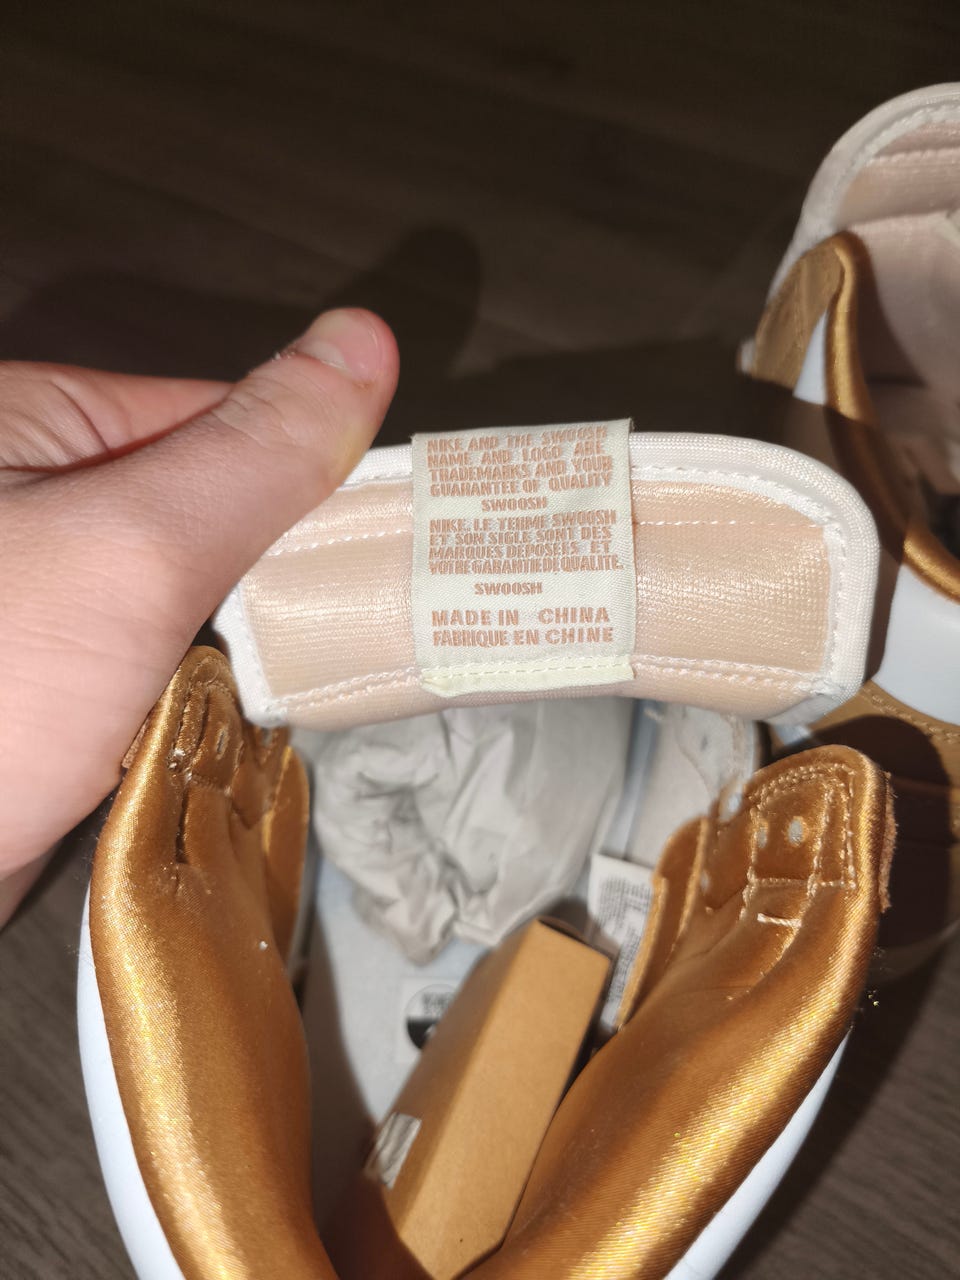 NIKE AND THE SWOOSH
NAME AND LOGO ARE
TRADEMARKS AND YOUR
GUARANTEE OF QUALITY
SWOOSH
NIKE, LE TERME SWOOSH
ET SON SIGLE SONT DES
MARQUES DEPOSEES ET
VOTRE GARANTIE DE QUALITE.
SWOOSH
MADE IN CHINA
FABRIQUE EN CHINE